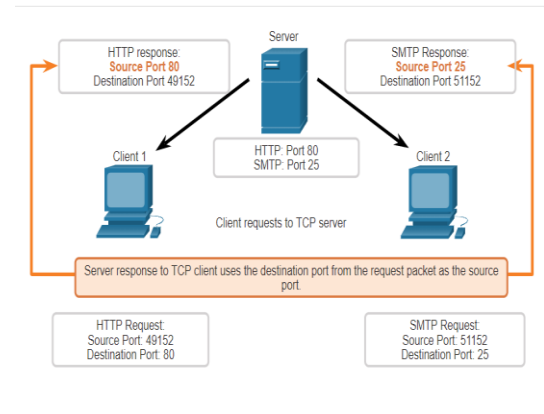 Server
HTTP response:
Source Port 80
Destination Port 49152
SMTP Response:
Source Port 25
Destination Port 51152
HTTP: Port 80
SMTP: Port 25
Client 1
Client 2
Client requests to TCP server
Server response to TCP client uses the destination port from the request packet as the source
port.
HTTP Request:
Source Port: 49152
Destination Port: 80
SMTP Request:
Source Port: 51152
Destination Port: 25